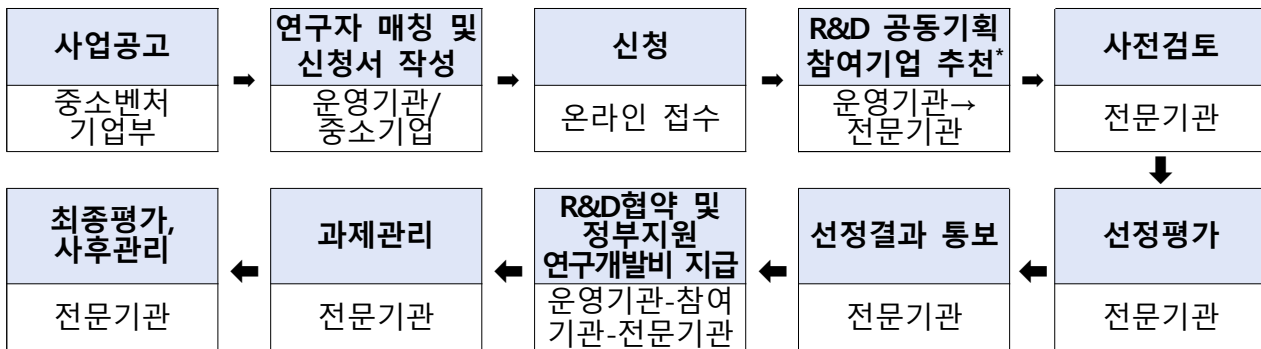 사업공고
중소벤처
기업부
➡
연구자 매칭 및
신청서 작성
운영기관/
중소기업
➡
신청
온라인 접수
➡
R&D 공동기획
참여기업 추천*
운영기관→
전문기관
➡
사전검토
전문기관
⬇
선정평가
전문기관
⬅
선정결과 통보
전문기관
⬅
R&D협약 및
정부지원
연구개발비 지급
운영기관-참여
기관-전문기관
⬅
과제관리
전문기관
⬅
최종평가,
사후관리
전문기관